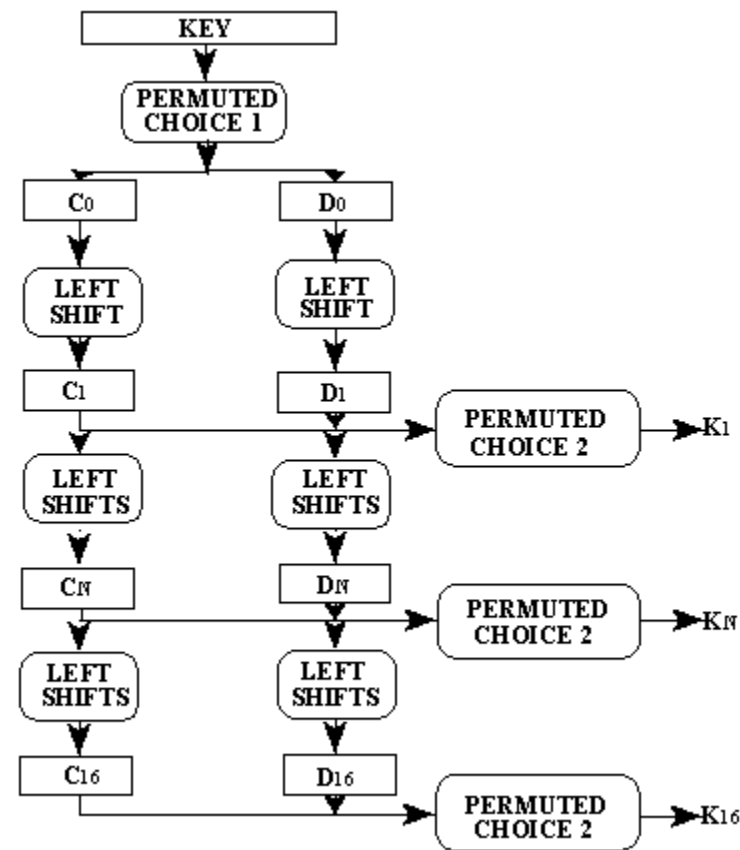 KEY
PERMUTED
CHOICE 1
C0
D0
LEFT
SHIFT
LEFT
SHIFT
C1
D1
PERMUTED
CHOICE 2
K1
LEFT
SHIFTS
LEFT
SHIFTS
CN
DN
PERMUTED
CHOICE 2
KN
LEFT
SHIFTS
LEFT
SHIFTS
C16
D16
PERMUTED
CHOICE 2
K16